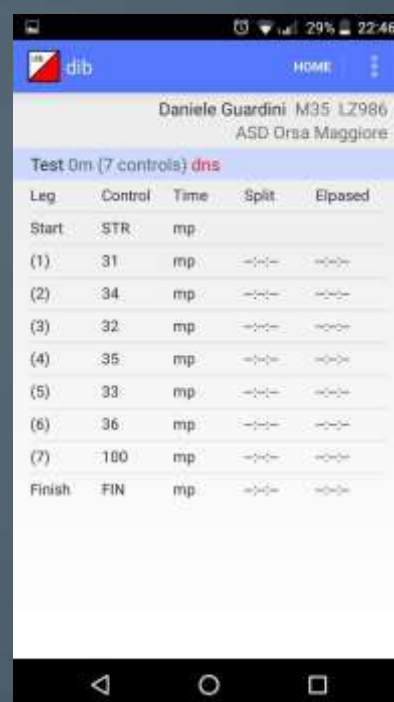 29% 22:46
dib HOME
Daniele Guardini M35 LZ986
ASD Orsa Maggiore
Test 0m (7 controls) dns
Leg Control Time Split Elpased
Start STR mp
(1) 31 mp --:--:-- --:--:--
(2) 34 mp --:--:-- --:--:--
(3) 32 mp --:--:-- --:--:--
(4) 35 mp --:--:-- --:--:--
(5) 33 mp --:--:-- --:--:--
(6) 36 mp --:--:-- --:--:--
(7) 100 mp --:--:-- --:--:--
Finish FIN mp --:--:-- --:--:--